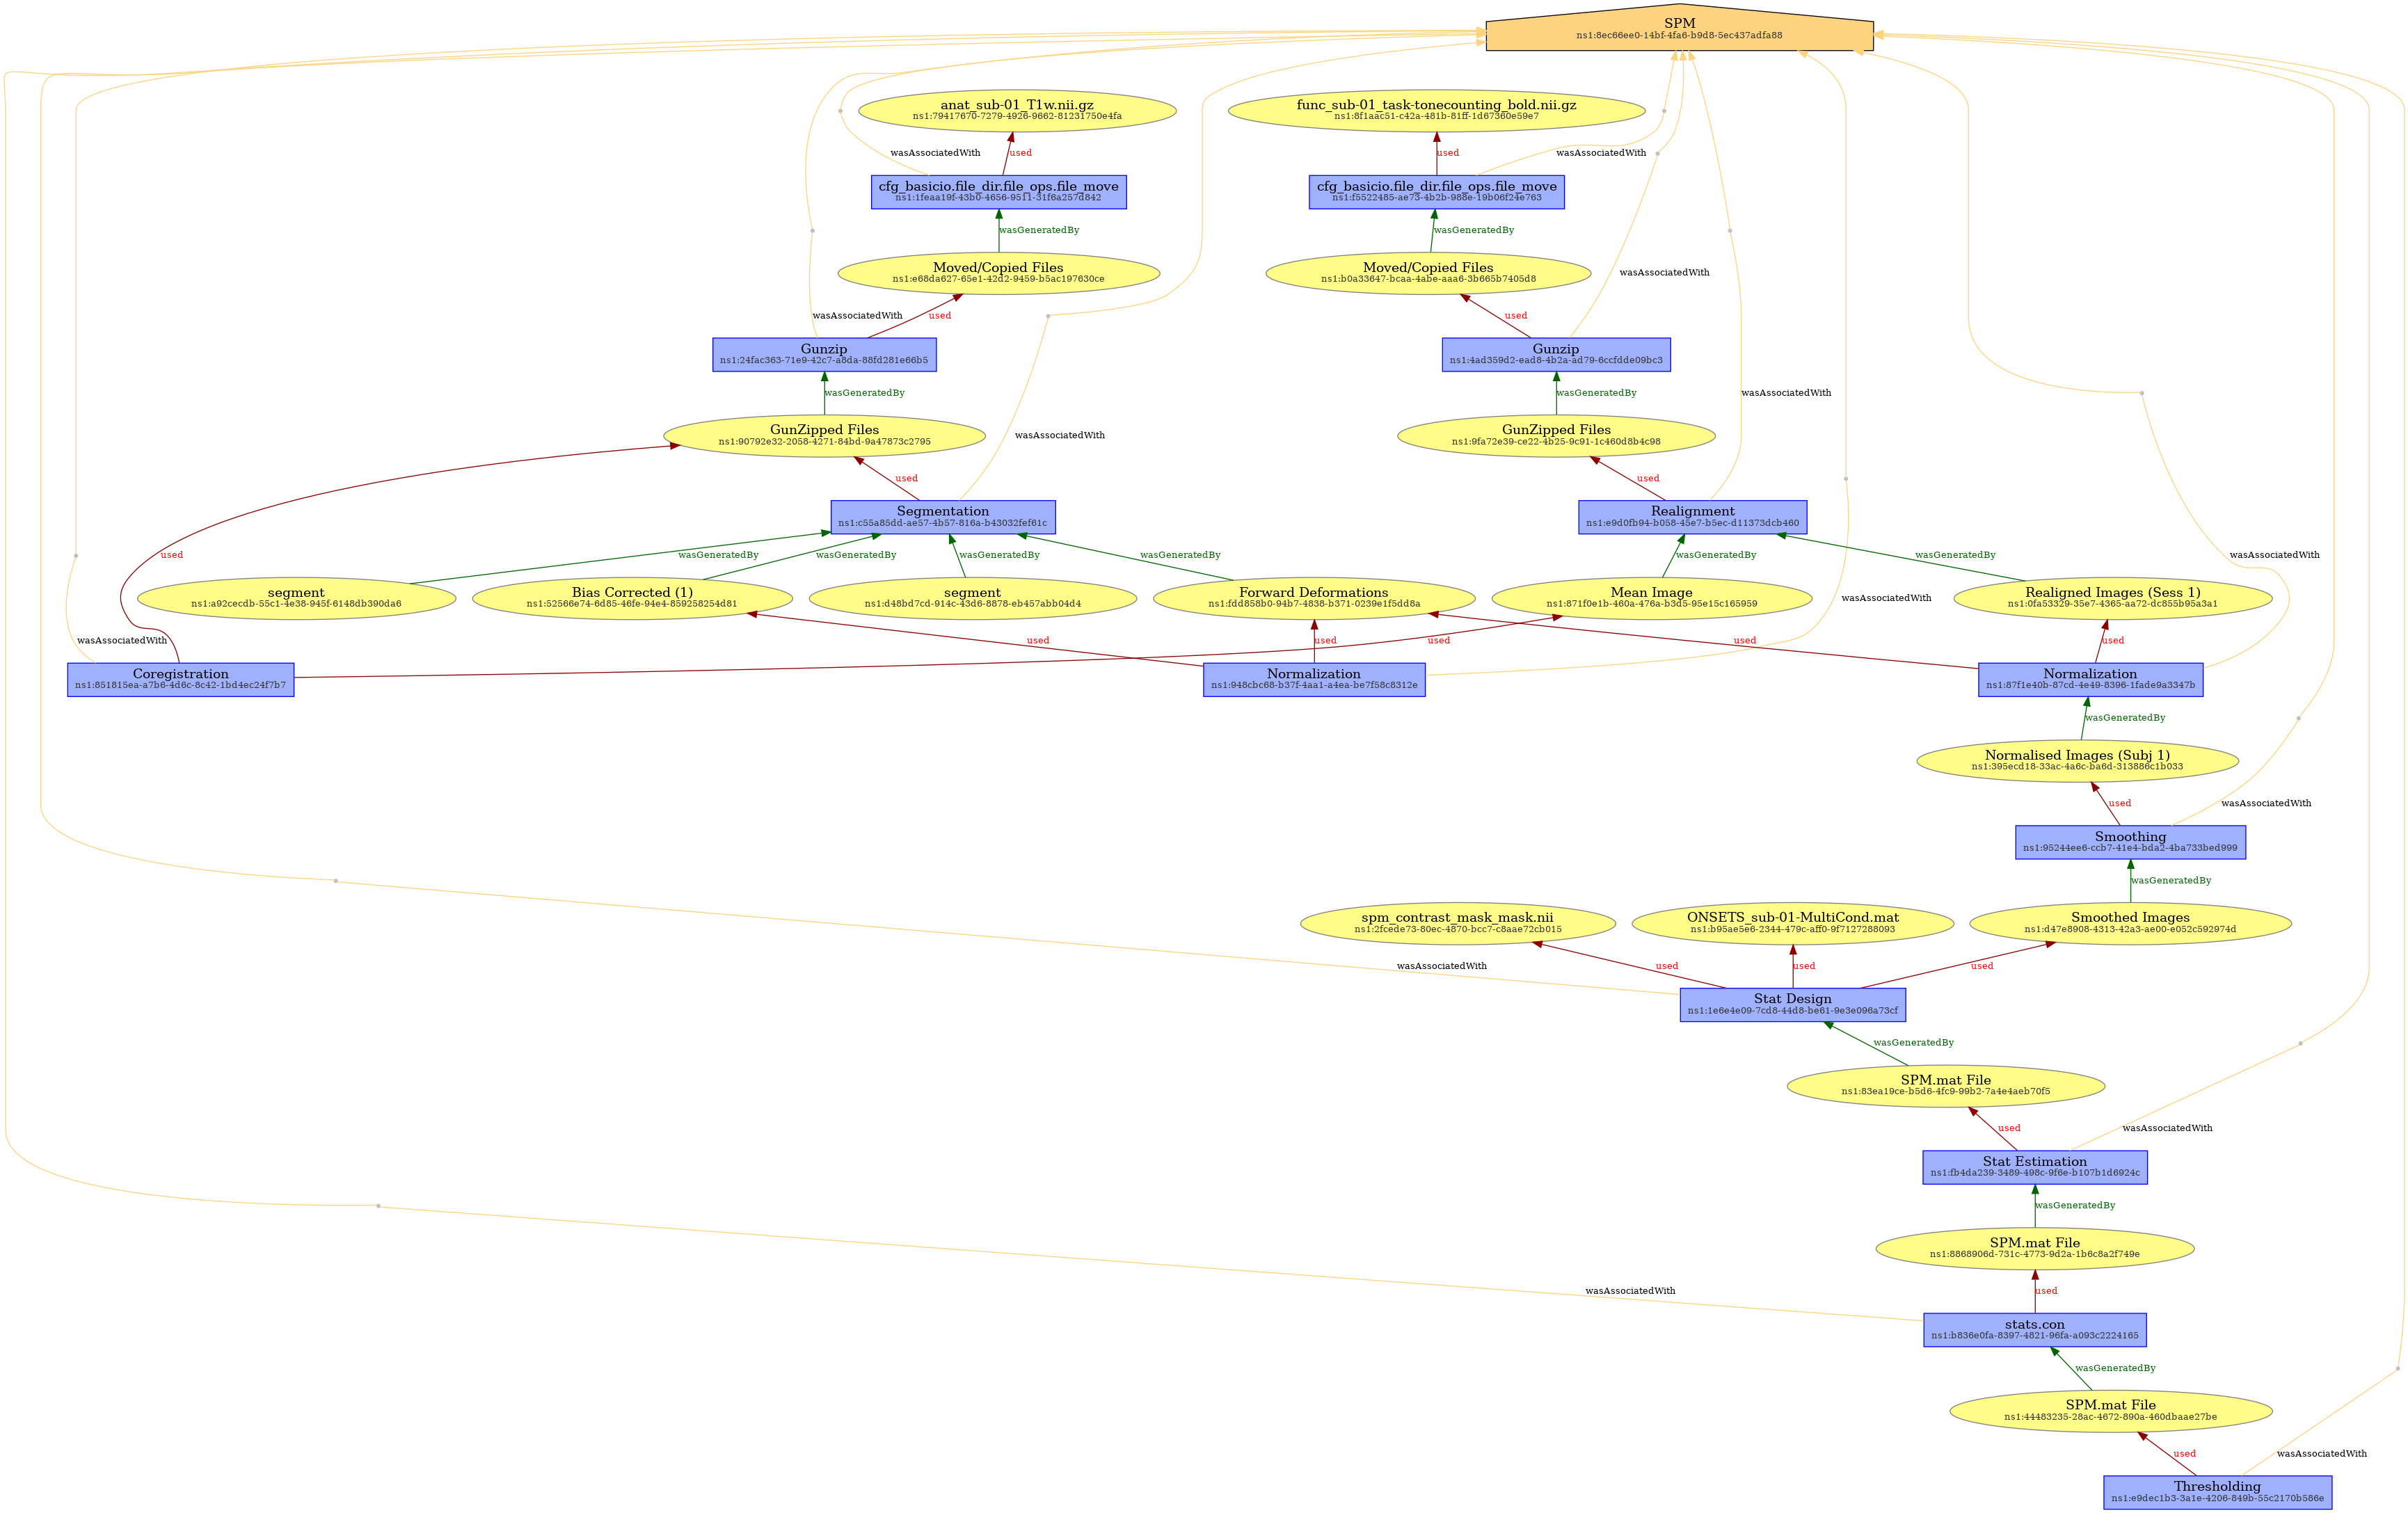 SPM
ns1:8ec66ee0-14bf-4fa6-b9d8-5ec437adfa88
anat_sub-01_T1w.nii.gz
ns1:79417670-7279-4926-9662-81231750e4fa
func_sub-01_task-tonecounting_bold.nii.gz
ns1:8f1aac51-c42a-481b-81ff-1d67360e59e7
wasAssociatedWith
used
used
wasAssociatedWith
cfg_basicio.file_dir.file_ops.file_move
ns1:1feaa19f-43b0-4656-9511-31f6a257d842
cfg_basicio.file_dir.file_ops.file_move
ns1:f5522485-ae73-4b2b-988e-19b06f24e763
wasGeneratedBy
wasGeneratedBy
Moved/Copied Files
ns1:e68da627-65e1-42d2-9459-b5ac197630ce
Moved/Copied Files
ns1:b0a33647-bcaa-4abe-aaa6-3b665b7405d8
wasAssociatedWith
wasAssociatedWith
used
used
Gunzip
ns1:24fac363-71e9-42c7-a8da-88fd281e66b5
Gunzip
ns1:4ad359d2-ead8-4b2a-ad79-6ccfdde09bc3
wasGeneratedBy
wasGeneratedBy
wasAssociatedWith
GunZipped Files
ns1:90792e32-2058-4271-84bd-9a47873c2795
wasAssociatedWith
GunZipped Files
ns1:9fa72e39-ce22-4b25-9c91-1c460d8b4c98
used
used
Segmentation
ns1:c55a85dd-ae57-4b57-816a-b43032fef61c
Realignment
ns1:e9d0fb94-b058-45e7-b5ec-d11373dcb460
used
wasGeneratedBy
wasGeneratedBy
wasGeneratedBy
wasGeneratedBy
wasGeneratedBy
wasGeneratedBy
wasAssociatedWith
segment
ns1:a92cecdb-55c1-4e38-945f-6148db390da6
Bias Corrected (1)
ns1:52566e74-6d85-46fe-94e4-859258254d81
segment
ns1:d48bd7cd-914c-43d6-8878-eb457abb04d4
Forward Deformations
ns1:fdd858b0-94b7-4838-b371-0239e1f5dd8a
Mean Image
ns1:871f0e1b-460a-476a-b3d5-95e15c165959
wasAssociatedWith
Realigned Images (Sess 1)
ns1:0fa53329-35e7-4365-aa72-dc855b95a3a1
wasAssociatedWith
used
used
used
used
used
Coregistration
ns1:851815ea-a7b6-4d6c-8c42-1bd4ec24f7b7
Normalization
ns1:948cbc68-b37f-4aa1-a4ea-be7f58c8312e
Normalization
ns1:87f1e40b-87cd-4e49-8396-1fade9a3347b
wasGeneratedBy
Normalised Images (Subj 1)
ns1:395ecd18-33ac-4a6c-ba6d-313886c1b033
used
wasAssociatedWith
Smoothing
ns1:95244ee6-ccb7-41e4-bda2-4ba733bed999
wasGeneratedBy
spm_contrast_mask_mask.nii
ns1:2fcede73-80ec-4870-bcc7-c8aae72cb015
ONSETS_sub-01-MultiCond.mat
ns1:b95ae5e6-2344-479c-aff0-9f7127288093
Smoothed Images
ns1:d47e8908-4313-42a3-ae00-e052c592974d
wasAssociatedWith
used
used
used
Stat Design
ns1:1e6e4e09-7cd8-44d8-be61-9e3e096a73cf
wasGeneratedBy
SPM.mat File
ns1:83ea19ce-b5d6-4fc9-99b2-7a4e4aeb70f5
used
wasAssociatedWith
Stat Estimation
ns1:fb4da239-3489-498c-9f6e-b107b1d6924c
wasGeneratedBy
SPM.mat File
ns1:8868906d-731c-4773-9d2a-1b6c8a2f749e
wasAssociatedWith
used
stats.con
ns1:b836e0fa-8397-4821-96fa-a093c2224165
wasGeneratedBy
SPM.mat File
ns1:44483235-28ac-4672-890a-460dbaae27be
used
wasAssociatedWith
Thresholding
ns1:e9dec1b3-3a1e-4206-849b-55c2170b586e